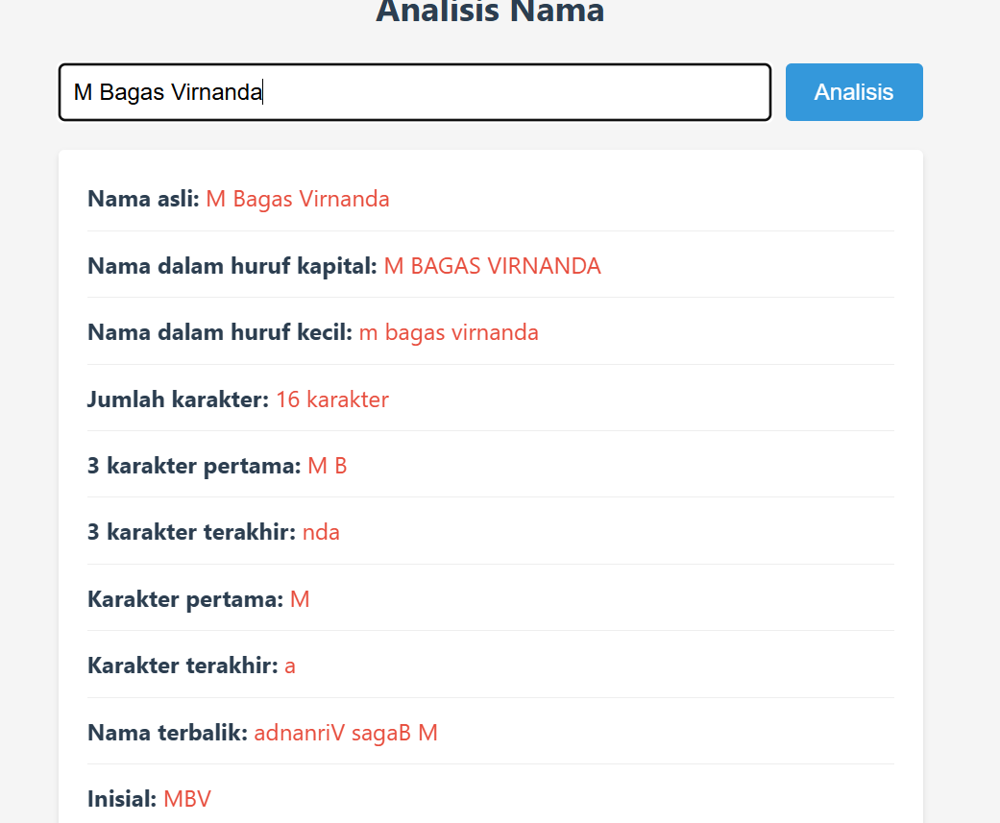 Analisis Nama
M Bagas Virnanda
Analisis
Nama asli: M Bagas Virnanda
Nama dalam huruf kapital: M BAGAS VIRNANDA
Nama dalam huruf kecil: m bagas virnanda
Jumlah karakter: 16 karakter
3 karakter pertama: M B
3 karakter terakhir: nda
Karakter pertama: M
Karakter terakhir: a
Nama terbalik: adnanriV sagaB M
Inisial: MBV